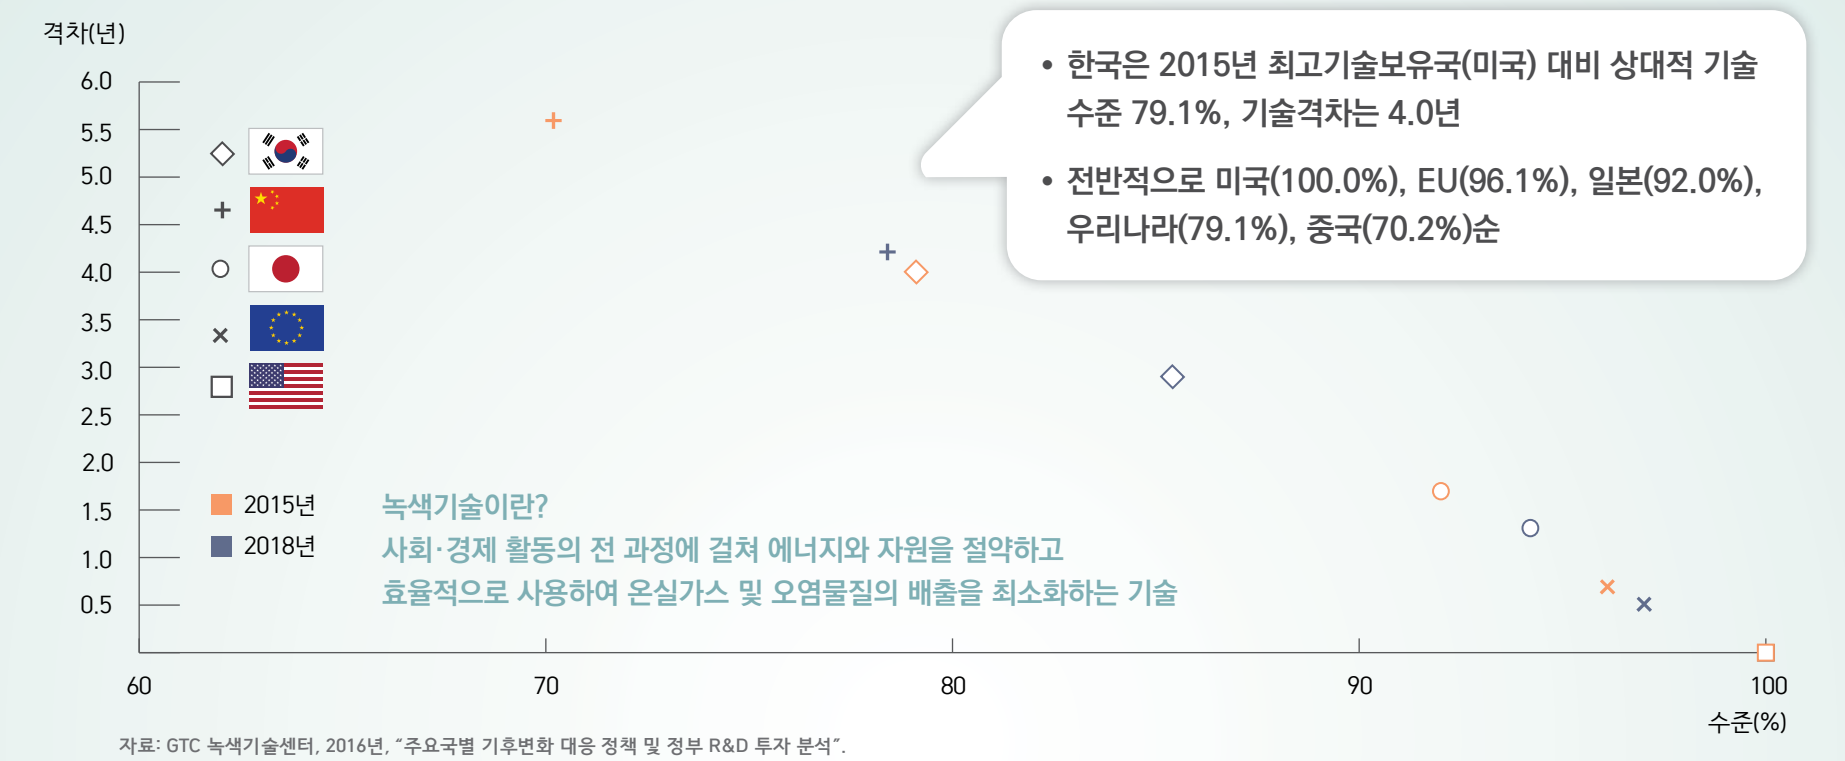 격차(년)
• 한국은 2015년 최고기술보유국(미국) 대비 상대적 기술
수준 79.1%, 기술격차는 4.0년
• 전반적으로 미국(100.0%), EU(96.1%), 일본(92.0%),
우리나라(79.1%), 중국(70.2%)순
6.0
5.5
5.0
4.5
4.0
3.5
3.0
2.5
2.0
1.5
1.0
0.5
2015년
2018년
녹색기술이란?
사회·경제 활동의 전 과정에 걸쳐 에너지와 자원을 절약하고
효율적으로 사용하여 온실가스 및 오염물질의 배출을 최소화하는 기술
60 70 80 90 100
수준(%)
자료: GTC 녹색기술센터, 2016년, “주요국별 기후변화 대응 정책 및 정부 R&D 투자 분석”.